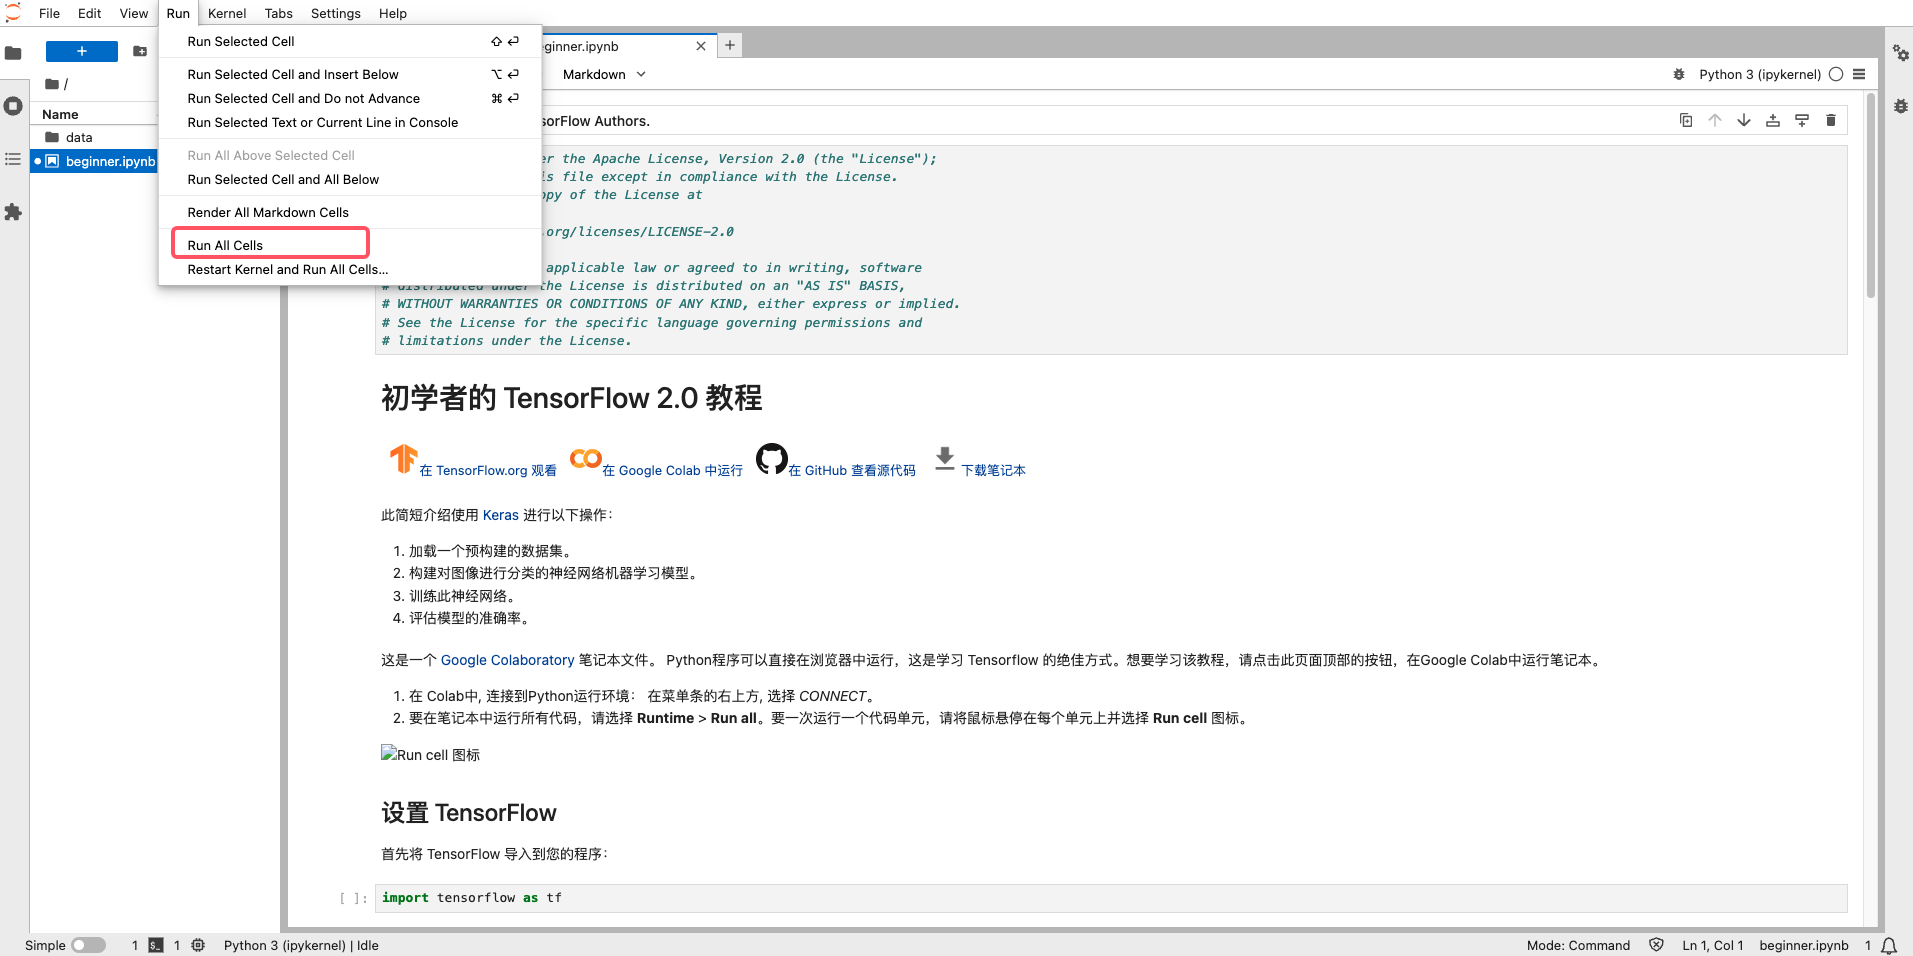 File Edit View Run Kernel Tabs Settings Help
+
/
Name
data
beginner.ipynb
Run Selected Cell
Run Selected Cell and Insert Below
Run Selected Cell and Do not Advance
Run Selected Text or Current Line in Console
Run All Above Selected Cell
Run Selected Cell and All Below
Render All Markdown Cells
Run All Cells
Restart Kernel and Run All Cells...
eginner.ipynb
Markdown
Python 3 (ipykernel)
sorFlow Authors.
er the Apache License, Version 2.0 (the "License");
is file except in compliance with the License.
opy of the License at
.org/licenses/LICENSE-2.0
applicable law or agreed to in writing, software
# distributed under the License is distributed on an "AS IS" BASIS,
# WITHOUT WARRANTIES OR CONDITIONS OF ANY KIND, either express or implied.
# See the License for the specific language governing permissions and
# limitations under the License.
初学者的 TensorFlow 2.0 教程
在 TensorFlow.org 观看 在 Google Colab 中运行 在 GitHub 查看源代码 下载笔记本
此简短介绍使用 Keras 进行以下操作：
1. 加载一个预构建的数据集。
2. 构建对图像进行分类的神经网络机器学习模型。
3. 训练此神经网络。
4. 评估模型的准确率。
这是一个 Google Colaboratory 笔记本文件。 Python程序可以直接在浏览器中运行，这是学习 Tensorflow 的绝佳方式。想要学习该教程，请点击此页面顶部的按钮，在Google Colab中运行笔记本。
1. 在 Colab中, 连接到Python运行环境： 在菜单条的右上方, 选择 CONNECT。
2. 要在笔记本中运行所有代码，请选择 Runtime > Run all。要一次运行一个代码单元，请将鼠标悬停在每个单元上并选择 Run cell 图标。
Run cell 图标
设置 TensorFlow
首先将 TensorFlow 导入到您的程序：
[ ]: import tensorflow as tf
Simple 1 $_ 1 Python 3 (ipykernel) | Idle Mode: Command Ln 1, Col 1 beginner.ipynb 1